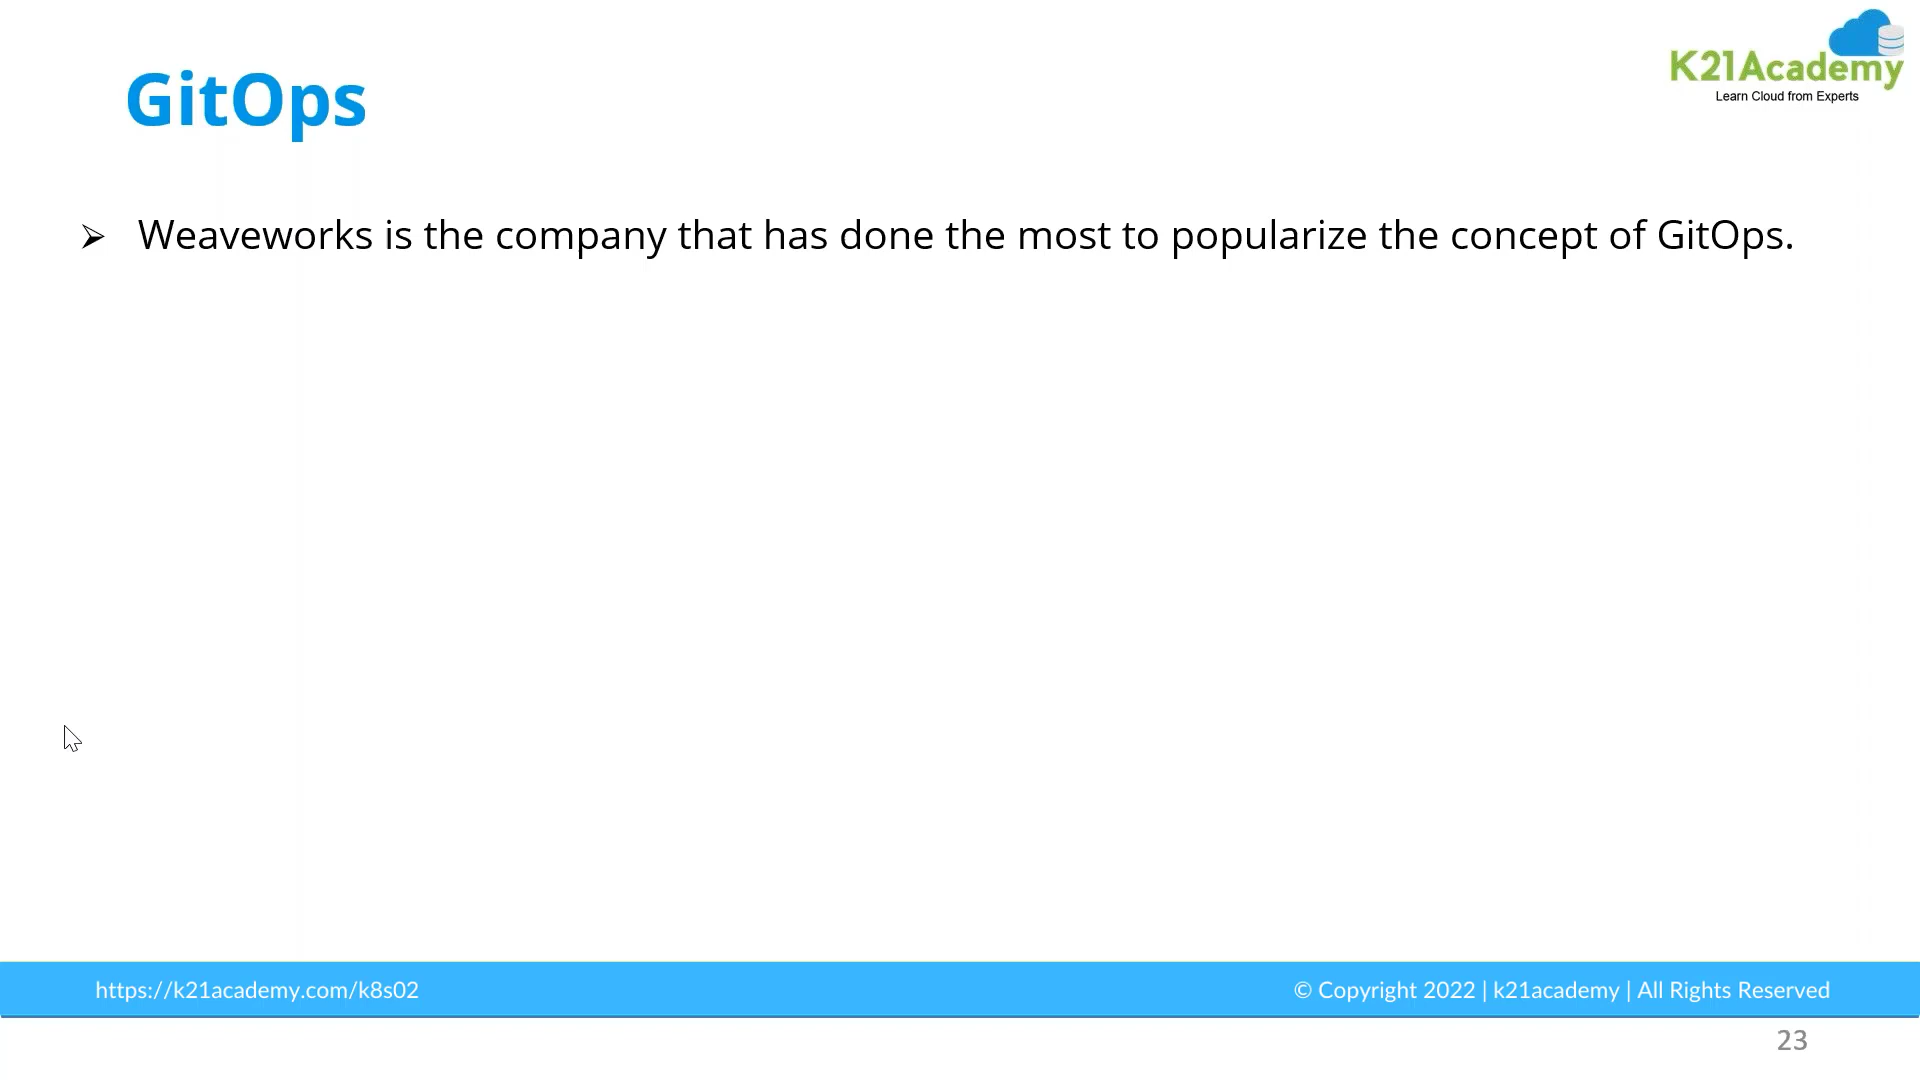 K21Academy
Learn Cloud from Experts
GitOps
➢ Weaveworks is the company that has done the most to popularize the concept of GitOps.
https://k21academy.com/k8s02
© Copyright 2022 | k21academy | All Rights Reserved
23